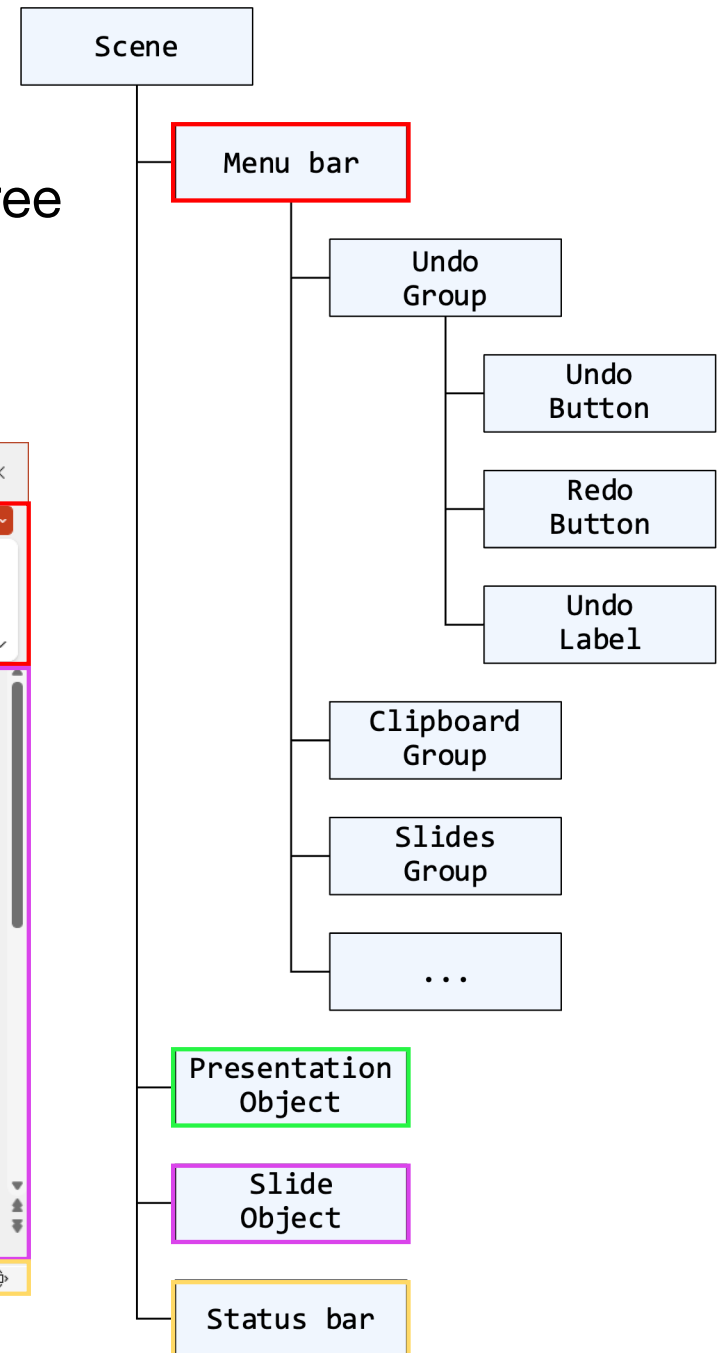 Scene
Menu bar
ree
Undo
Group
Undo
Button
Redo
Button
Undo
Label
Clipboard
Group
Slides
Group
...
Presentation
Object
Slide
Object
Status bar